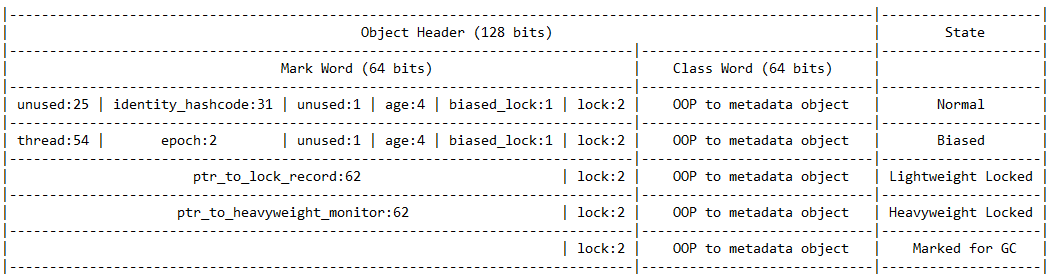 |--------------------------------------------------------------------------------------------------------------|--------------------|
| Object Header (128 bits) | State |
|------------------------------------------------------------------------------|-------------------------------|--------------------|
| Mark Word (64 bits) | Class Word (64 bits) | |
|------------------------------------------------------------------------------|-------------------------------|--------------------|
| unused:25 | identity_hashcode:31 | unused:1 | age:4 | biased_lock:1 | lock:2 | OOP to metadata object | Normal |
|------------------------------------------------------------------------------|-------------------------------|--------------------|
| thread:54 | epoch:2 | unused:1 | age:4 | biased_lock:1 | lock:2 | OOP to metadata object | Biased |
|------------------------------------------------------------------------------|-------------------------------|--------------------|
| ptr_to_lock_record:62 | lock:2 | OOP to metadata object | Lightweight Locked |
|------------------------------------------------------------------------------|-------------------------------|--------------------|
| ptr_to_heavyweight_monitor:62 | lock:2 | OOP to metadata object | Heavyweight Locked |
|------------------------------------------------------------------------------|-------------------------------|--------------------|
| | lock:2 | OOP to metadata object | Marked for GC |
|------------------------------------------------------------------------------|-------------------------------|--------------------|